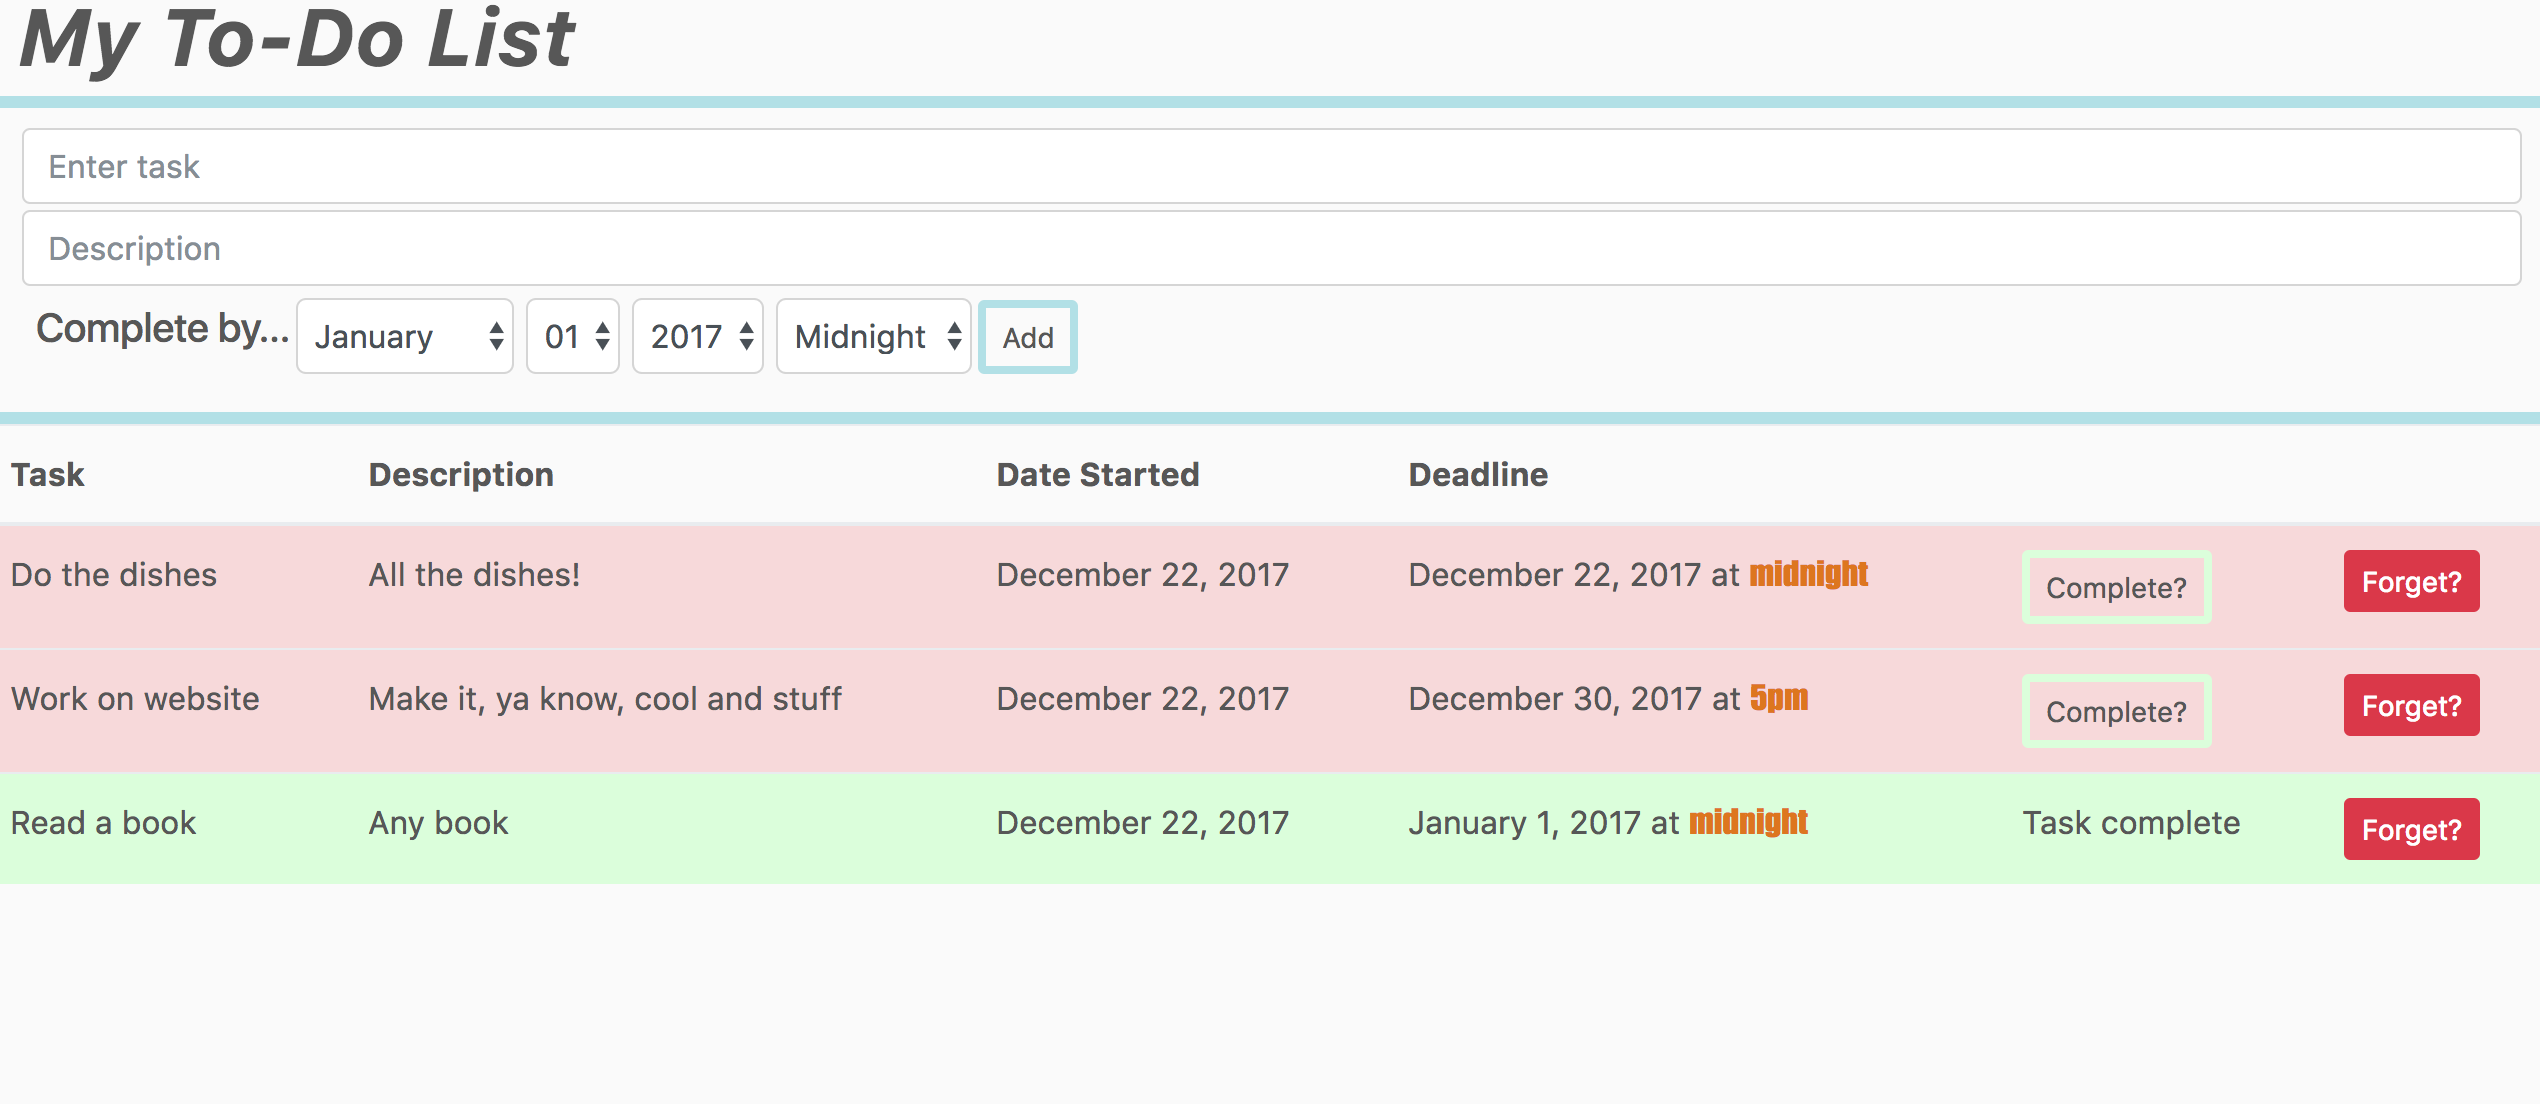 My To-Do List
Enter task
Description
Complete by... January 01 2017 Midnight Add
Task Description Date Started Deadline
Do the dishes All the dishes! December 22, 2017 December 22, 2017 at midnight Complete? Forget?
Work on website Make it, ya know, cool and stuff December 22, 2017 December 30, 2017 at 5pm Complete? Forget?
Read a book Any book December 22, 2017 January 1, 2017 at midnight Task complete Forget?